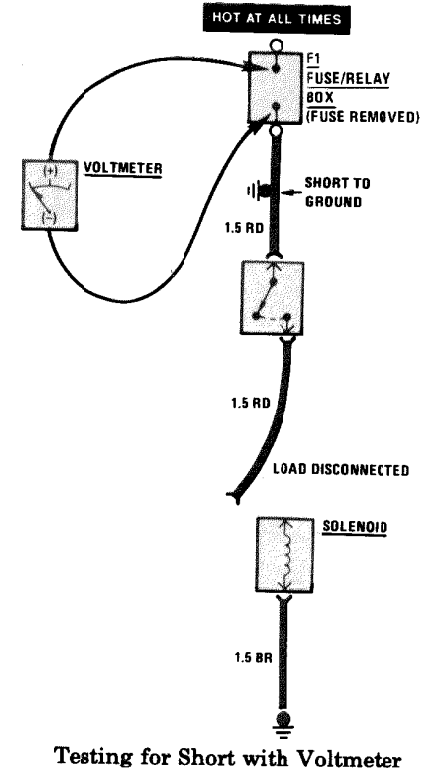 HOT AT ALL TIMES
F1
FUSE/RELAY
BOX
(FUSE REMOVED)
(+)
VOLTMETER
(−)
SHORT TO
GROUND
1.5 RD
1.5 RD
LOAD DISCONNECTED
SOLENOID
1.5 BR
Testing for Short with Voltmeter